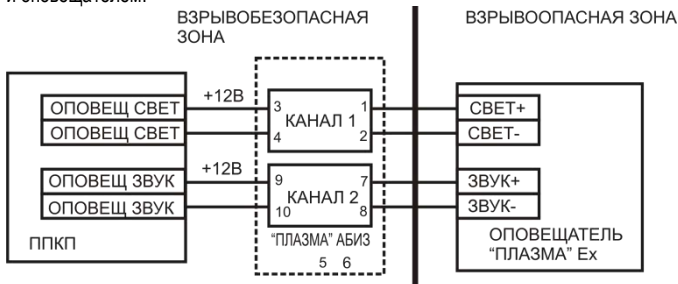 и оповещателем.
ВЗРЫВОБЕЗОПАСНАЯ ЗОНА
ВЗРЫВООПАСНАЯ ЗОНА
ОПОВЕЩ СВЕТ
+12В
3
КАНАЛ 1
1
СВЕТ+
ОПОВЕЩ СВЕТ
4
2
СВЕТ-
ОПОВЕЩ ЗВУК
+12В
9
КАНАЛ 2
7
ЗВУК+
ОПОВЕЩ ЗВУК
10
8
ЗВУК-
ППКП
"ПЛАЗМА" АБИЗ
5 6
ОПОВЕЩАТЕЛЬ
"ПЛАЗМА" Ex